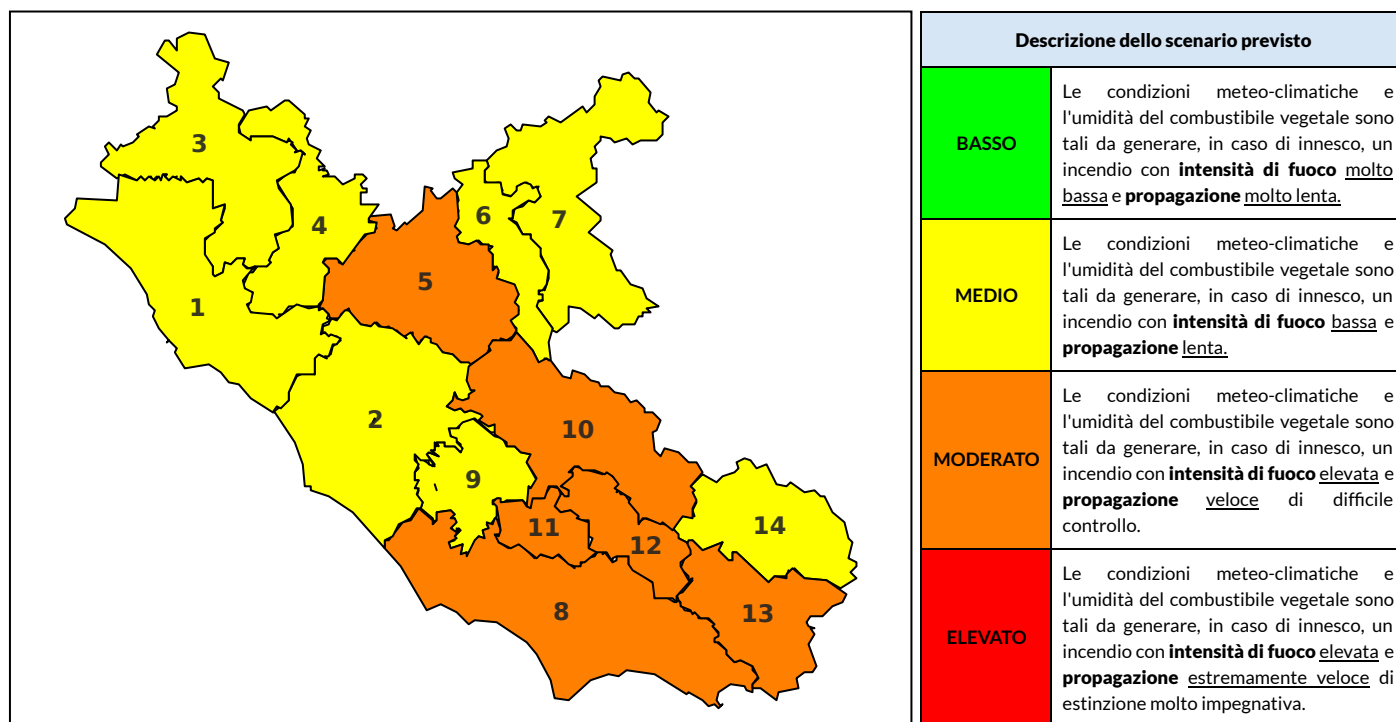 3
4
6
7
5
1
2
10
9
11
12
14
8
13
Descrizione dello scenario previsto
BASSO
Le condizioni meteo-climatiche e
l'umidità del combustibile vegetale sono
tali da generare, in caso di innesco, un
incendio con intensità di fuoco molto
bassa e propagazione molto lenta.
MEDIO
Le condizioni meteo-climatiche e
l'umidità del combustibile vegetale sono
tali da generare, in caso di innesco, un
incendio con intensità di fuoco bassa e
propagazione lenta.
MODERATO
Le condizioni meteo-climatiche e
l'umidità del combustibile vegetale sono
tali da generare, in caso di innesco, un
incendio con intensità di fuoco elevata e
propagazione veloce di difficile
controllo.
ELEVATO
Le condizioni meteo-climatiche e
l'umidità del combustibile vegetale sono
tali da generare, in caso di innesco, un
incendio con intensità di fuoco elevata e
propagazione estremamente veloce di
estinzione molto impegnativa.